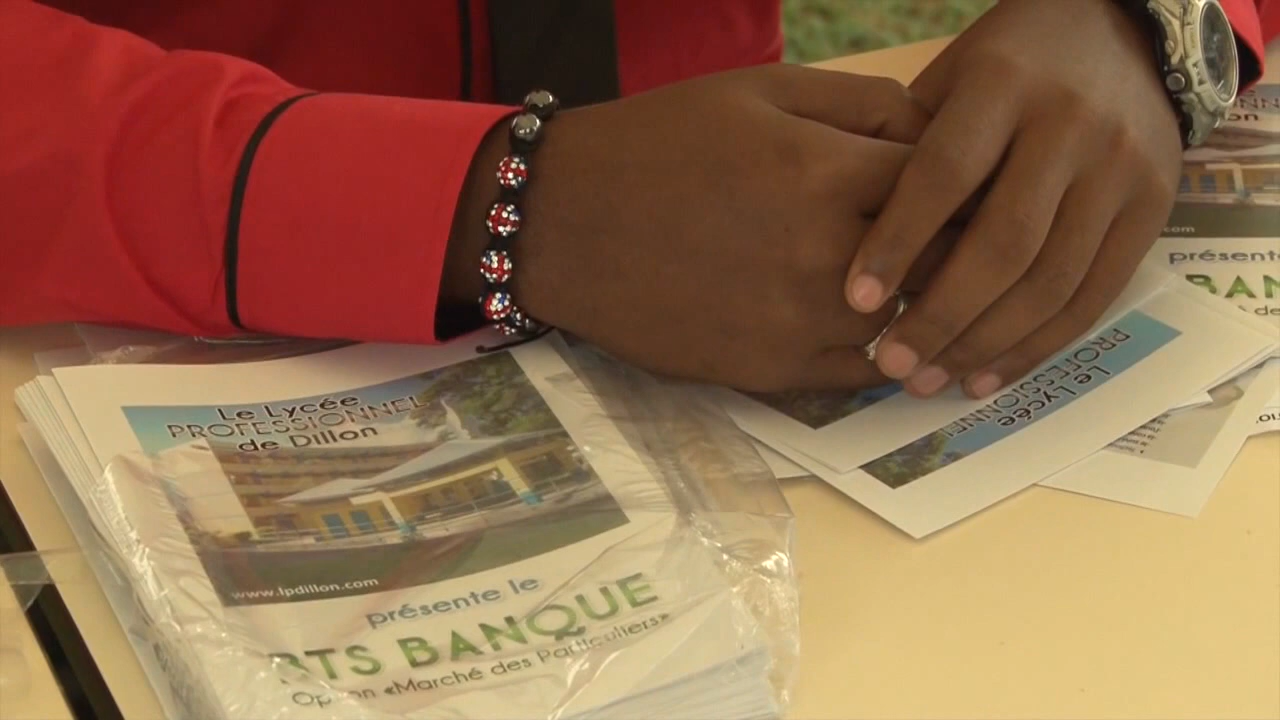 Le Lycée
PROFESSIONNEL
de Dillon
www.lpdillon.com
présente le
BTS BANQUE
Option «Marché des Particuliers»
Le Lycée
PROFESSIONNEL
présente
BAN